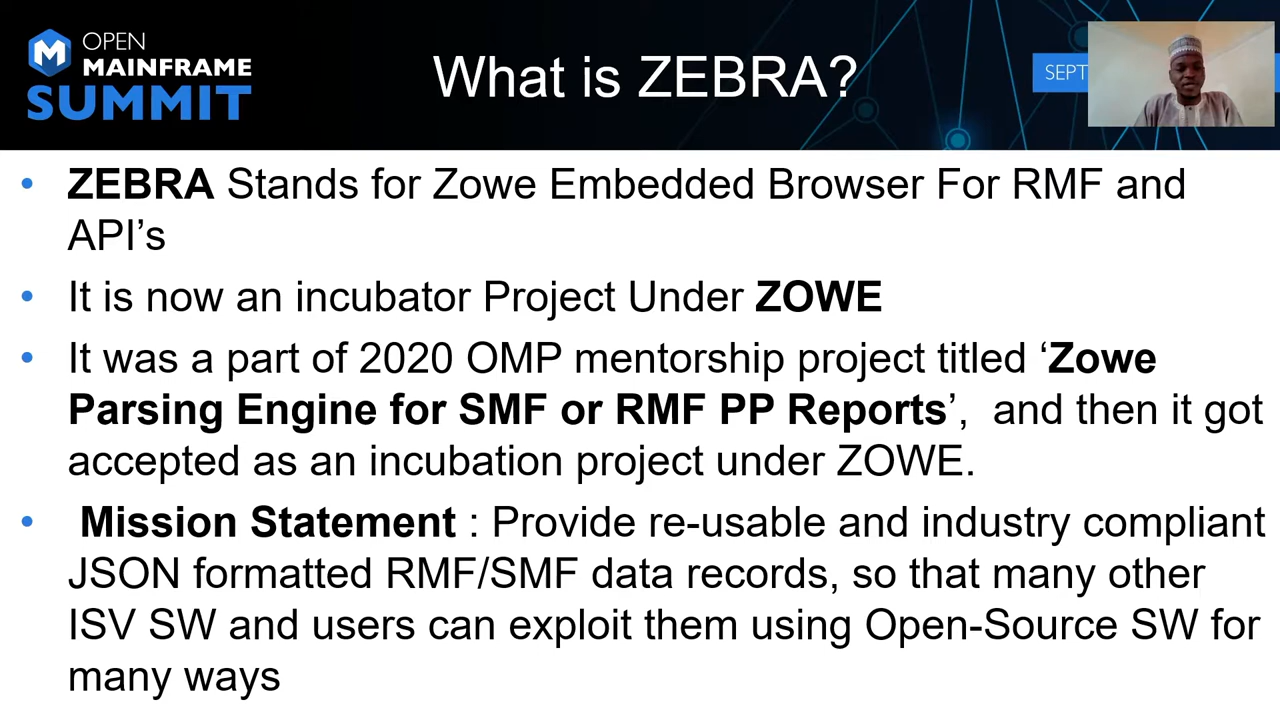 OPEN
MAINFRAME
SUMMIT
What is ZEBRA?
SEPT
• ZEBRA Stands for Zowe Embedded Browser For RMF and
API’s
• It is now an incubator Project Under ZOWE
• It was a part of 2020 OMP mentorship project titled ‘Zowe
Parsing Engine for SMF or RMF PP Reports’, and then it got
accepted as an incubation project under ZOWE.
• Mission Statement : Provide re-usable and industry compliant
JSON formatted RMF/SMF data records, so that many other
ISV SW and users can exploit them using Open-Source SW for
many ways